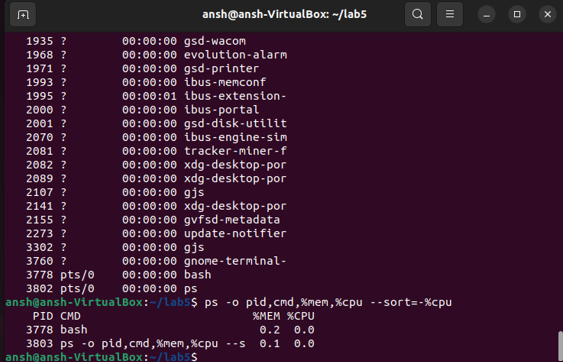 ansh@ansh-VirtualBox: ~/lab5
1935 ? 00:00:00 gsd-wacom
1968 ? 00:00:00 evolution-alarm
1971 ? 00:00:00 gsd-printer
1993 ? 00:00:00 ibus-memconf
1995 ? 00:00:01 ibus-extension-
2000 ? 00:00:00 ibus-portal
2001 ? 00:00:00 gsd-disk-utilit
2070 ? 00:00:00 ibus-engine-sim
2081 ? 00:00:00 tracker-miner-f
2082 ? 00:00:00 xdg-desktop-por
2089 ? 00:00:00 xdg-desktop-por
2107 ? 00:00:00 gjs
2141 ? 00:00:00 xdg-desktop-por
2155 ? 00:00:00 gvfsd-metadata
2273 ? 00:00:00 update-notifier
3302 ? 00:00:00 gjs
3760 ? 00:00:00 gnome-terminal-
3778 pts/0 00:00:00 bash
3802 pts/0 00:00:00 ps
ansh@ansh-VirtualBox:~/lab5$ ps -o pid,cmd,%mem,%cpu --sort=-%cpu
PID CMD %MEM %CPU
3778 bash 0.2 0.0
3803 ps -o pid,cmd,%mem,%cpu --s 0.1 0.0
ansh@ansh-VirtualBox:~/lab5$